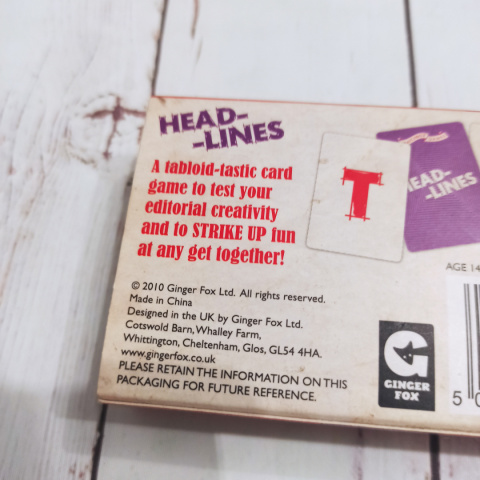 HEAD-
-LINES
A tabloid-tastic card
game to test your
editorial creativity
and to STRIKE UP fun
at any get together!
T
HEAD-
-LINES
AGE 14
© 2010 Ginger Fox Ltd. All rights reserved.
Made in China
Designed in the UK by Ginger Fox Ltd.
Cotswold Barn, Whalley Farm,
Whittington, Cheltenham, Glos, GL54 4HA.
www.gingerfox.co.uk
PLEASE RETAIN THE INFORMATION ON THIS
PACKAGING FOR FUTURE REFERENCE.
G
GINGER
FOX
5